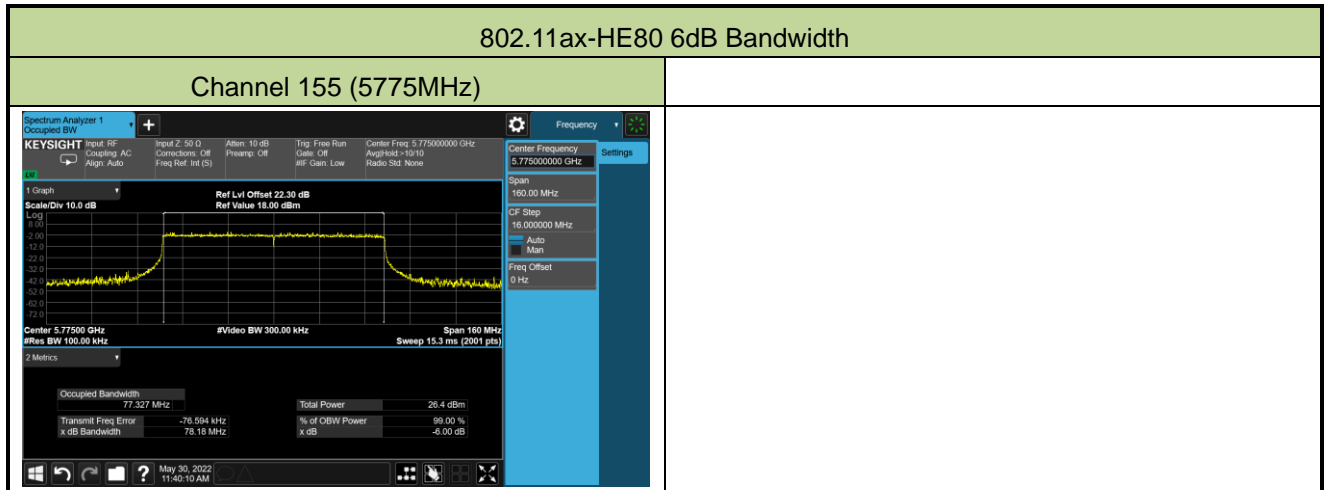 802.11ax-HE80 6dB Bandwidth
Channel 155 (5775MHz)
Spectrum Analyzer 1
Occupied BW
Frequency
KEYSIGHT
Input: RF
Coupling: AC
Align: Auto
Input Z: 50 Ω
Corrections: Off
Freq Ref: Int (S)
Atten: 10 dB
Preamp: Off
Trig: Free Run
Gate: Off
#IF Gain: Low
Center Freq: 5.775000000 GHz
Avg|Hold:>10/10
Radio Std: None
LXI
Center Frequency
5.775000000 GHz
Settings
Span
160.00 MHz
CF Step
16.000000 MHz
Auto
Man
Freq Offset
0 Hz
1 Graph
Scale/Div 10.0 dB
Ref Lvl Offset 22.30 dB
Ref Value 18.00 dBm
Log
8.00
-2.00
-12.0
-22.0
-32.0
-42.0
-52.0
-62.0
-72.0
Center 5.77500 GHz
#Video BW 300.00 kHz
Span 160 MHz
#Res BW 100.00 kHz
Sweep 15.3 ms (2001 pts)
2 Metrics
Occupied Bandwidth
77.327 MHz
Total Power 26.4 dBm
Transmit Freq Error -76.594 kHz
% of OBW Power 99.00 %
x dB Bandwidth 78.18 MHz
x dB -6.00 dB
?
May 30, 2022
11:40:10 AM